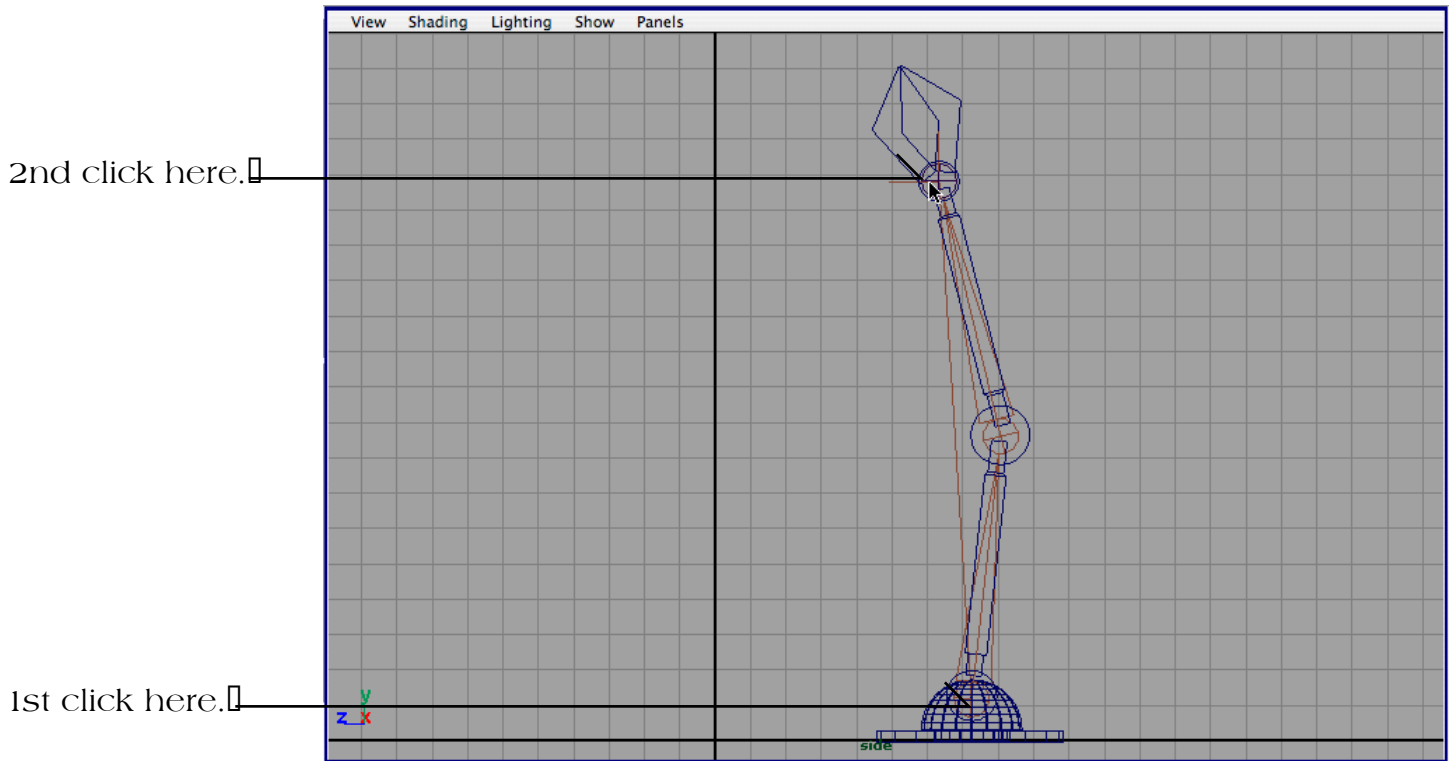 View Shading Lighting Show Panels
2nd click here.
1st click here.
y
z x
side